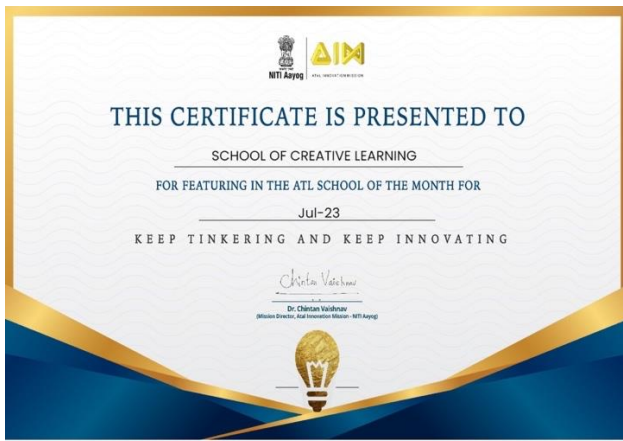 NITI Aayog
AIM
ATAL INNOVATION MISSION
THIS CERTIFICATE IS PRESENTED TO
SCHOOL OF CREATIVE LEARNING
FOR FEATURING IN THE ATL SCHOOL OF THE MONTH FOR
Jul-23
KEEP TINKERING AND KEEP INNOVATING
Chintan Vaishnav
Dr. Chintan Vaishnav
(Mission Director, Atal Innovation Mission - NITI Aayog)